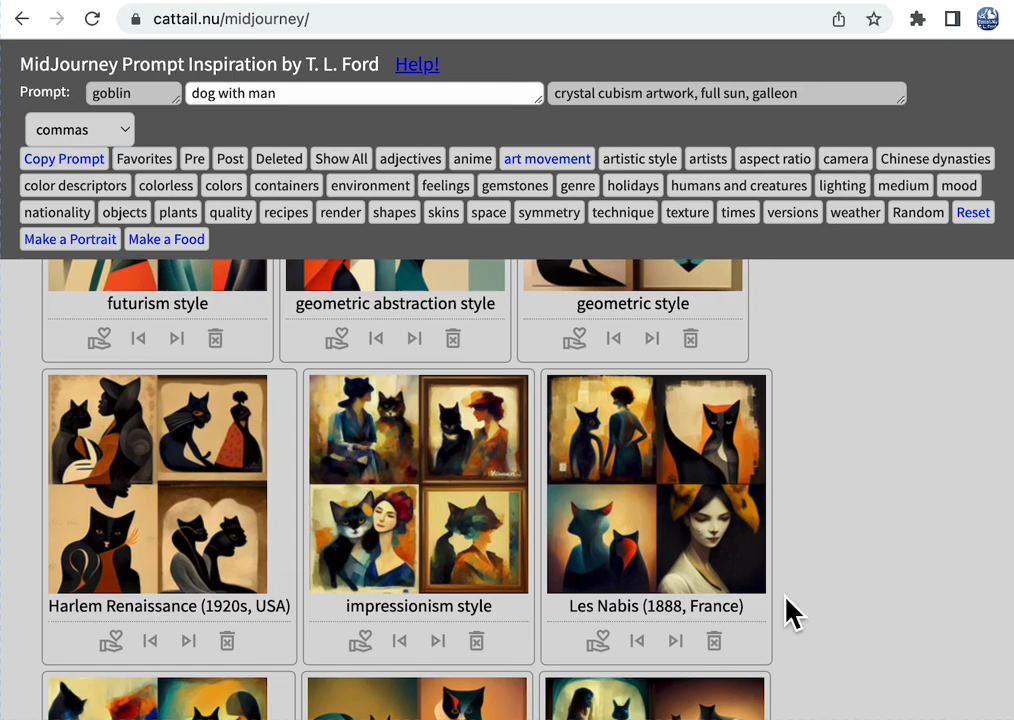 cattail.nu/midjourney/
MidJourney Prompt Inspiration by T. L. Ford Help!
Prompt: goblin dog with man crystal cubism artwork, full sun, galleon
commas
Copy Prompt Favorites Pre Post Deleted Show All adjectives anime art movement artistic style artists aspect ratio camera Chinese dynasties
color descriptors colorless colors containers environment feelings gemstones genre holidays humans and creatures lighting medium mood
nationality objects plants quality recipes render shapes skins space symmetry technique texture times versions weather Random Reset
Make a Portrait Make a Food
futurism style geometric abstraction style geometric style
Harlem Renaissance (1920s, USA) impressionism style Les Nabis (1888, France)